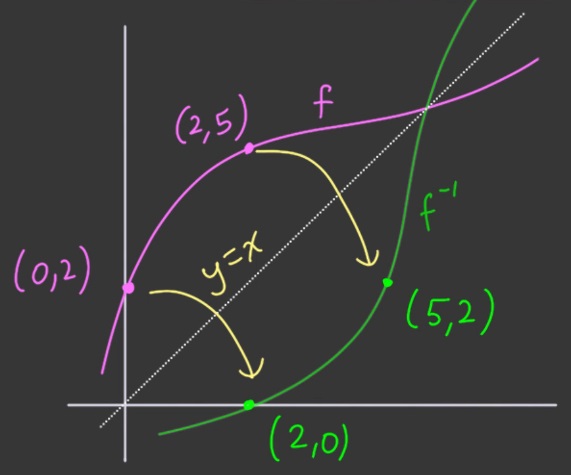 (2,5)
f
f⁻¹
y=x
(0,2)
(5,2)
(2,0)